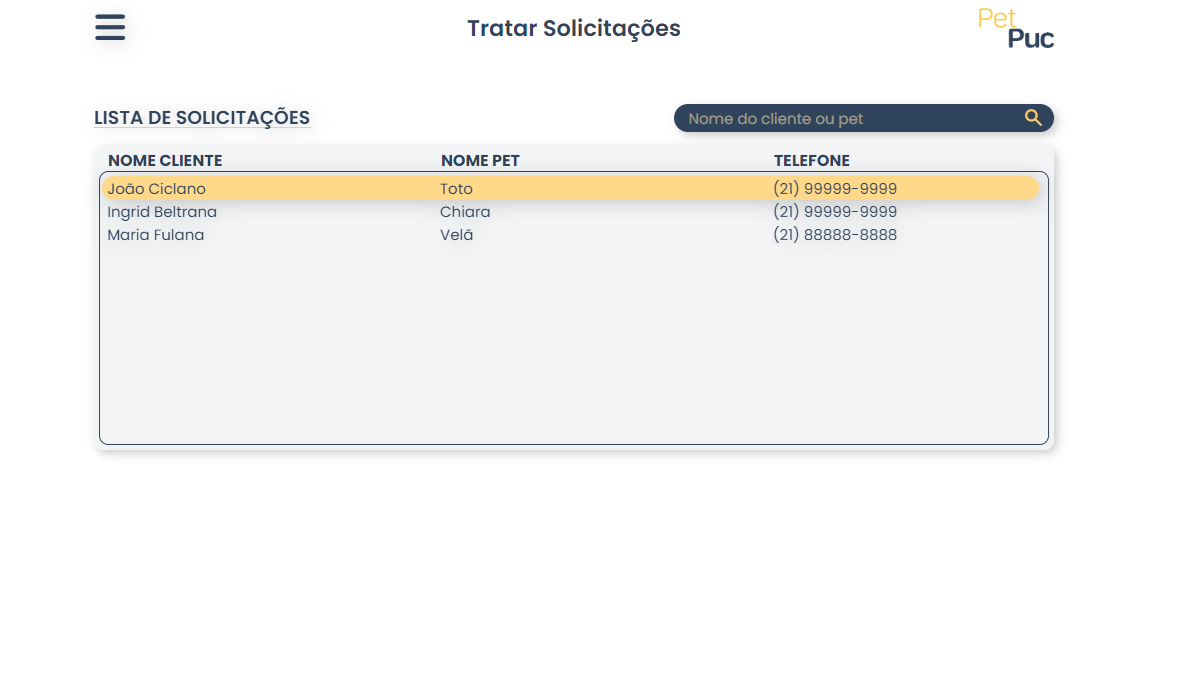 Tratar Solicitações
Pet
Puc
LISTA DE SOLICITAÇÕES
Nome do cliente ou pet
NOME CLIENTE NOME PET TELEFONE
João Ciclano Toto (21) 99999-9999
Ingrid Beltrana Chiara (21) 99999-9999
Maria Fulana Velã (21) 88888-8888